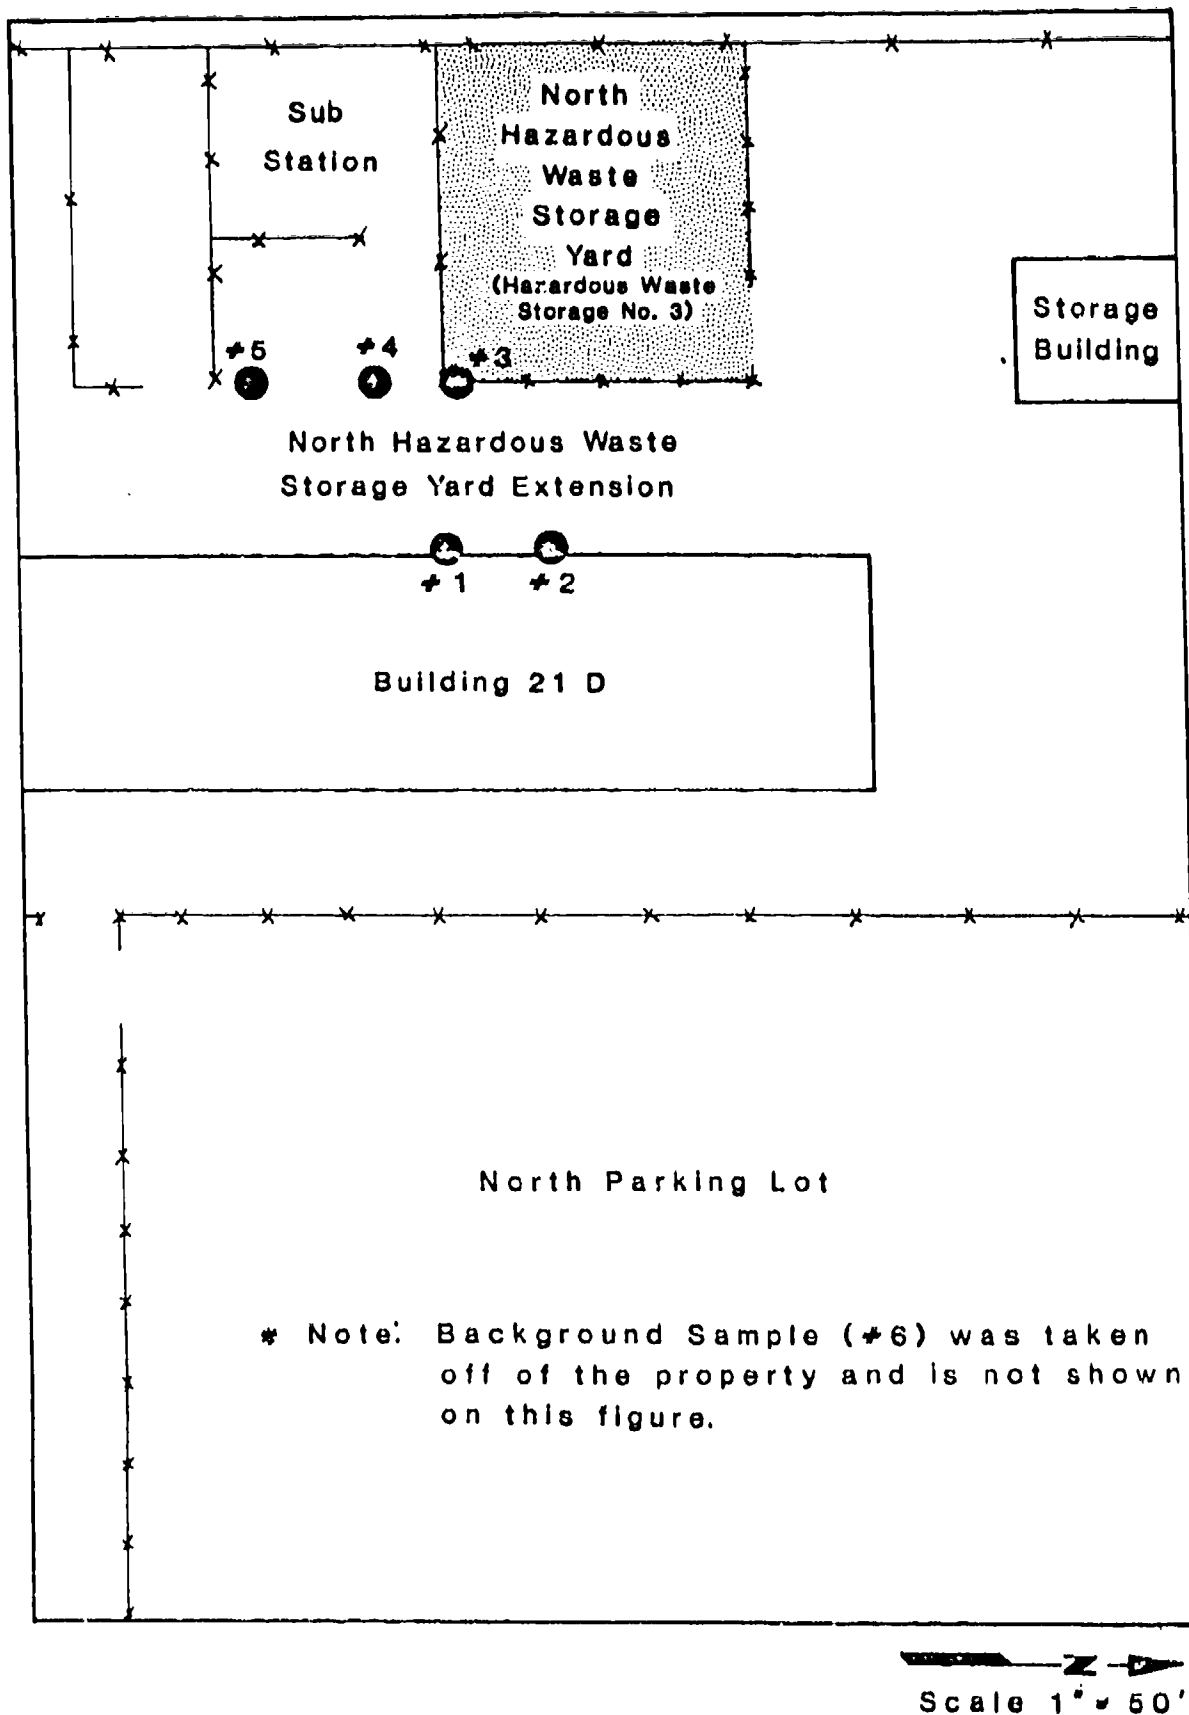 Sub
Station
North
Hazardous
Waste
Storage
Yard
(Hazardous Waste
Storage No. 3)
Storage
Building
#5
#4
#3
North Hazardous Waste
Storage Yard Extension
#1
#2
Building 21 D
North Parking Lot
* Note: Background Sample (#6) was taken
off of the property and is not shown
on this figure.
N
Scale 1" = 50'